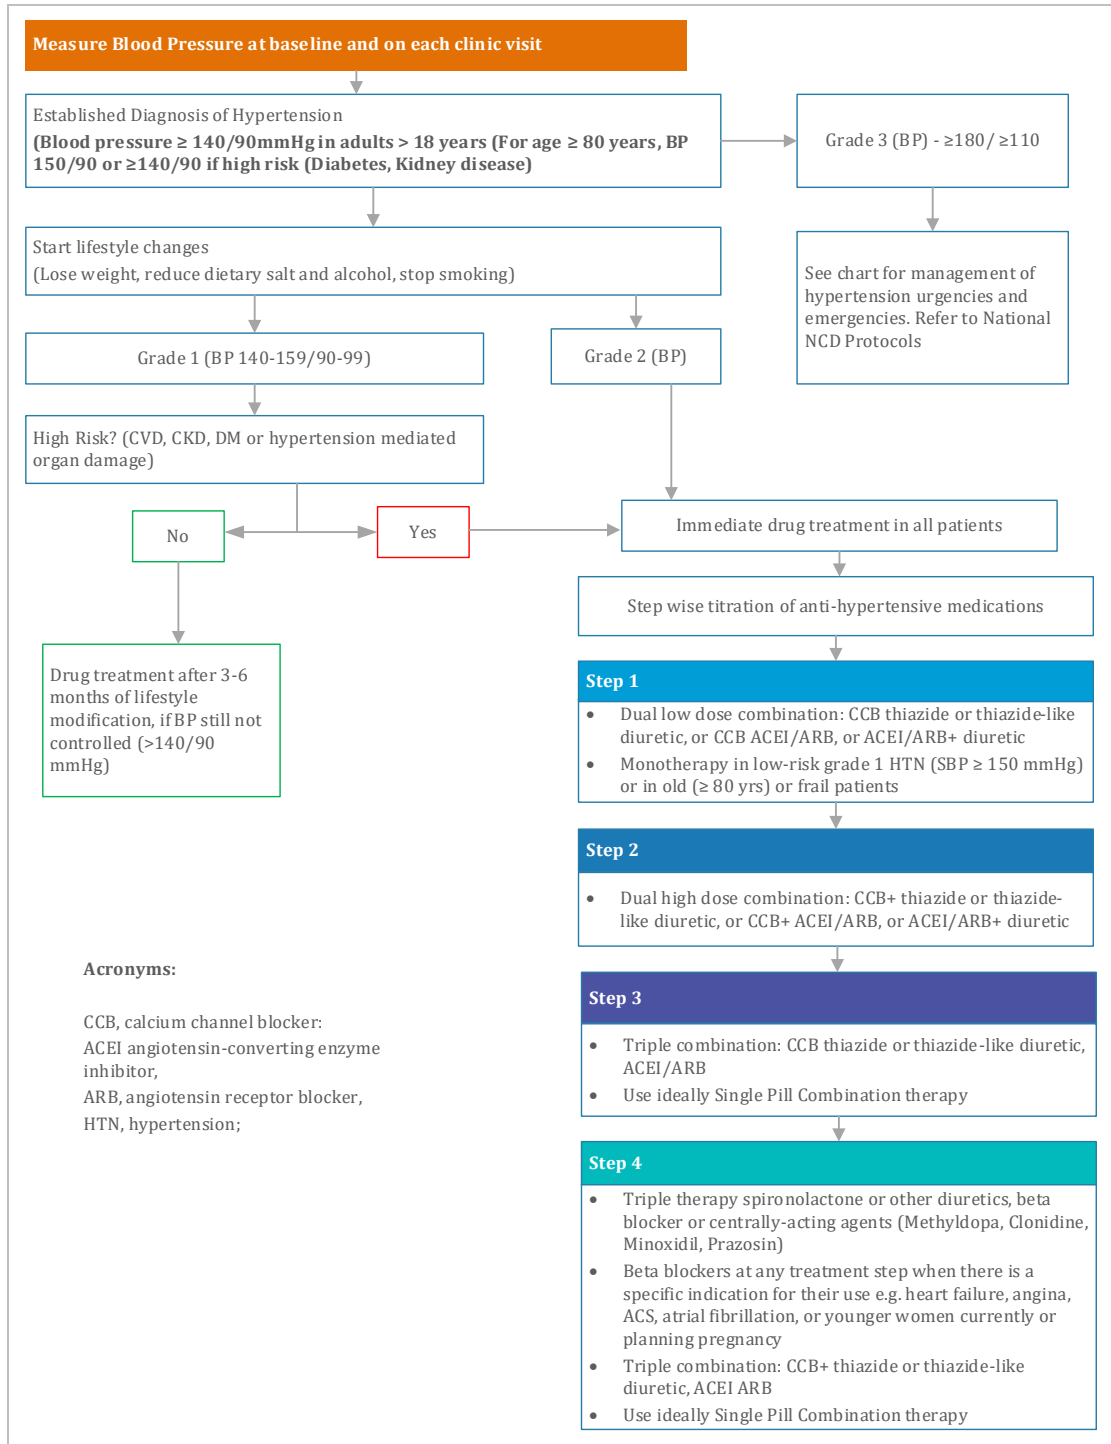 Measure Blood Pressure at baseline and on each clinic visit
Established Diagnosis of Hypertension
(Blood pressure ≥ 140/90mmHg in adults > 18 years (For age ≥ 80 years, BP
150/90 or ≥140/90 if high risk (Diabetes, Kidney disease)
Grade 3 (BP) - ≥180/ ≥110
Start lifestyle changes
(Lose weight, reduce dietary salt and alcohol, stop smoking)
See chart for management of
hypertension urgencies and
emergencies. Refer to National
NCD Protocols
Grade 1 (BP 140-159/90-99)
Grade 2 (BP)
High Risk? (CVD, CKD, DM or hypertension mediated
organ damage)
No
Yes
Immediate drug treatment in all patients
Step wise titration of anti-hypertensive medications
Drug treatment after 3-6
months of lifestyle
modification, if BP still not
controlled (>140/90
mmHg)
Step 1
• Dual low dose combination: CCB thiazide or thiazide-like
diuretic, or CCB ACEI/ARB, or ACEI/ARB+ diuretic
• Monotherapy in low-risk grade 1 HTN (SBP ≥ 150 mmHg)
or in old (≥ 80 yrs) or frail patients
Step 2
• Dual high dose combination: CCB+ thiazide or thiazide-
like diuretic, or CCB+ ACEI/ARB, or ACEI/ARB+ diuretic
Step 3
• Triple combination: CCB thiazide or thiazide-like diuretic,
ACEI/ARB
• Use ideally Single Pill Combination therapy
Step 4
• Triple therapy spironolactone or other diuretics, beta
blocker or centrally-acting agents (Methyldopa, Clonidine,
Minoxidil, Prazosin)
• Beta blockers at any treatment step when there is a
specific indication for their use e.g. heart failure, angina,
ACS, atrial fibrillation, or younger women currently or
planning pregnancy
• Triple combination: CCB+ thiazide or thiazide-like
diuretic, ACEI ARB
• Use ideally Single Pill Combination therapy
Acronyms:
CCB, calcium channel blocker:
ACEI angiotensin-converting enzyme
inhibitor,
ARB, angiotensin receptor blocker,
HTN, hypertension;